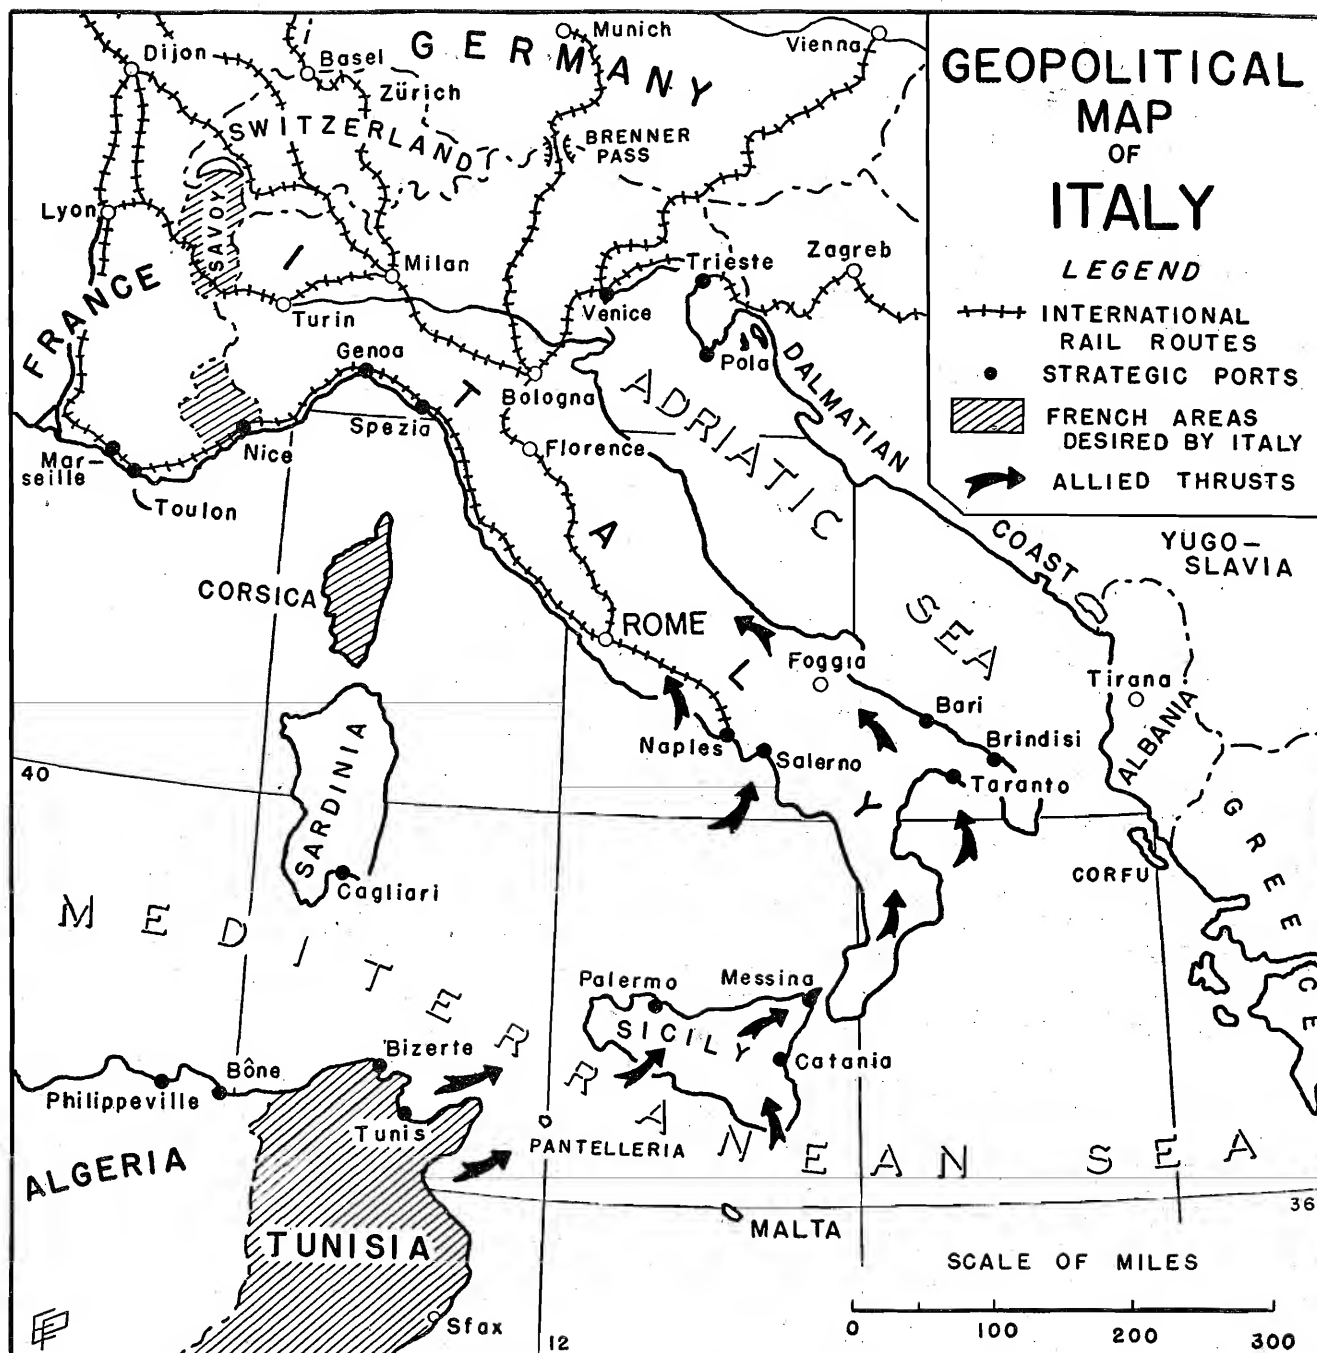 GEOPOLITICAL
MAP
OF
ITALY
LEGEND
INTERNATIONAL
RAIL ROUTES
STRATEGIC PORTS
FRENCH AREAS
DESIRED BY ITALY
ALLIED THRUSTS
GERMANY
Munich
Vienna
Dijon
Basel
Zürich
SWITZERLAND
BRENNER
PASS
Lyon
SAVOY
Milan
Trieste
Zagreb
FRANCE
Turin
Venice
Genoa
Pola
DALMATIAN
COAST
Bologna
Spezia
Nice
Florence
Mar-
seille
Toulon
ADRIATIC
SEA
ITALY
YUGO-
SLAVIA
CORSICA
ROME
Foggia
Tirana
ALBANIA
Bari
Naples
Salerno
Brindisi
Taranto
40
SARDINIA
GREECE
CORFU
Cagliari
MEDITERRANEAN SEA
Palermo
Messina
SICILY
Bizerte
Catania
Bône
Philippeville
Tunis
PANTELLERIA
ALGERIA
MALTA
36
TUNISIA
SCALE OF MILES
Sfax
12
0 100 200 300